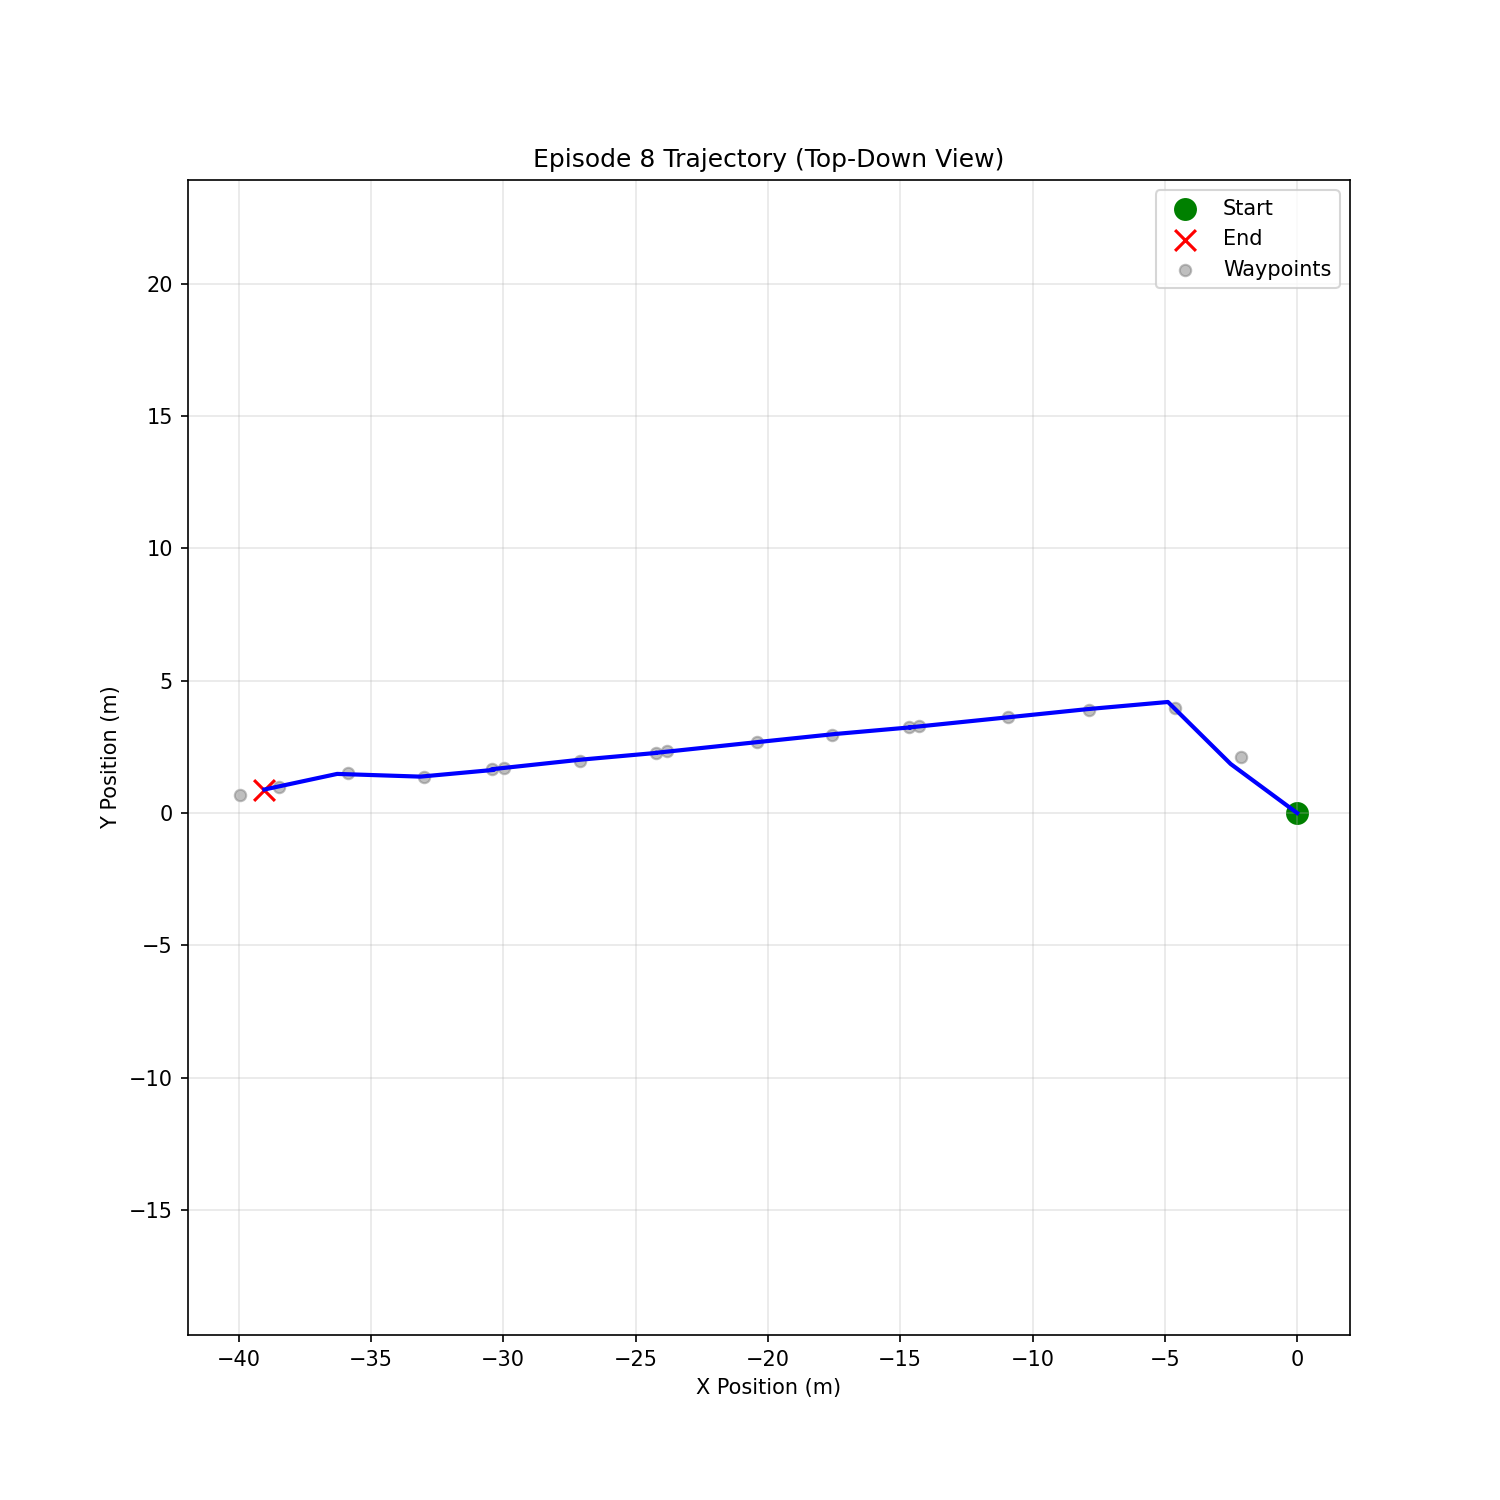 Episode 8 Trajectory (Top-Down View)
Start
End
Waypoints
20
15
10
5
0
−5
−10
−15
Y Position (m)
−40
−35
−30
−25
−20
−15
−10
−5
0
X Position (m)